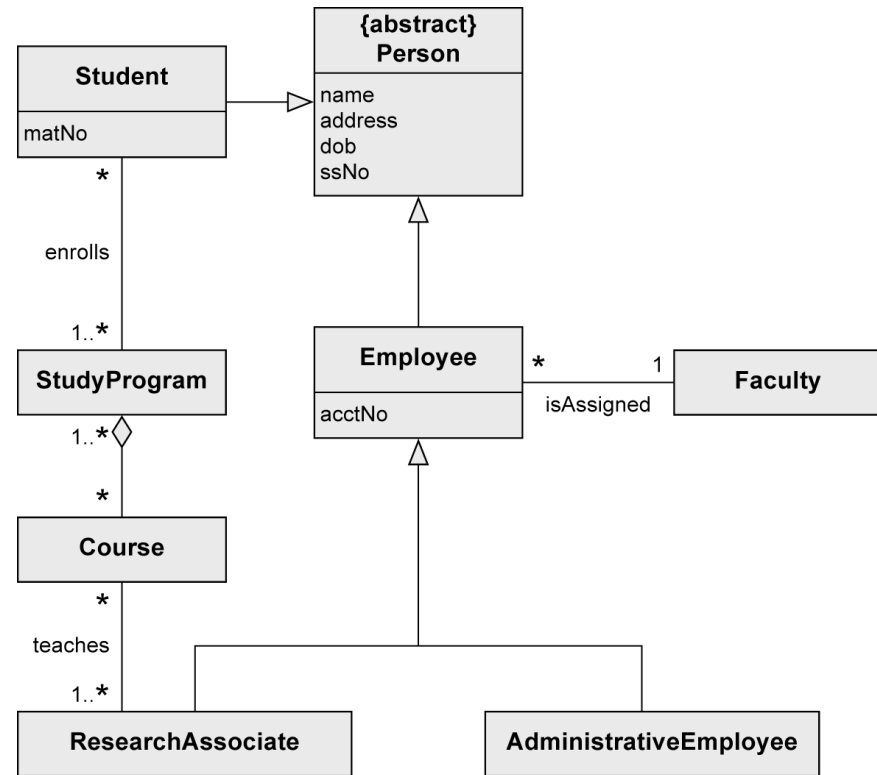 {abstract}
Person
name
address
dob
ssNo
Student
matNo
*
enrolls
1..*
StudyProgram
1..*
*
Course
*
teaches
1..*
ResearchAssociate
Employee
acctNo
*
1
isAssigned
Faculty
AdministrativeEmployee